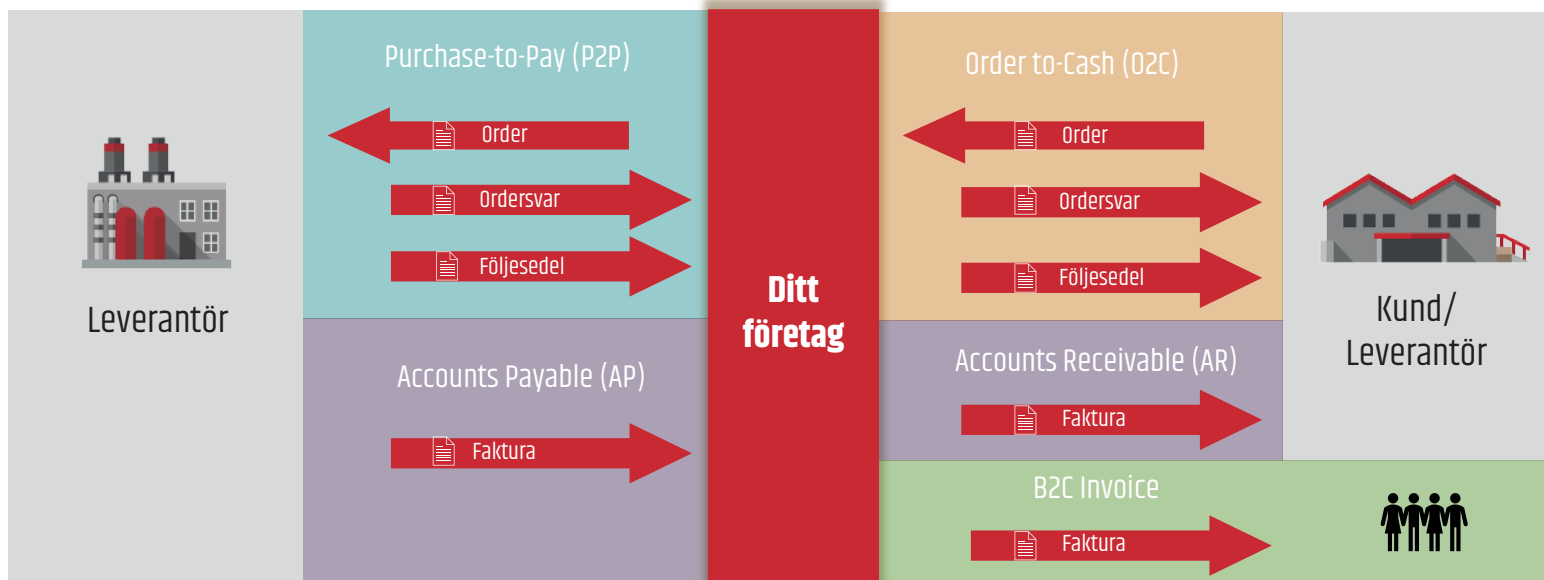 Leverantör
Purchase-to-Pay (P2P)
Order
Ordersvar
Följesedel
Accounts Payable (AP)
Faktura
Ditt
företag
Order to-Cash (O2C)
Order
Ordersvar
Följesedel
Accounts Receivable (AR)
Faktura
B2C Invoice
Faktura
Kund/
Leverantör